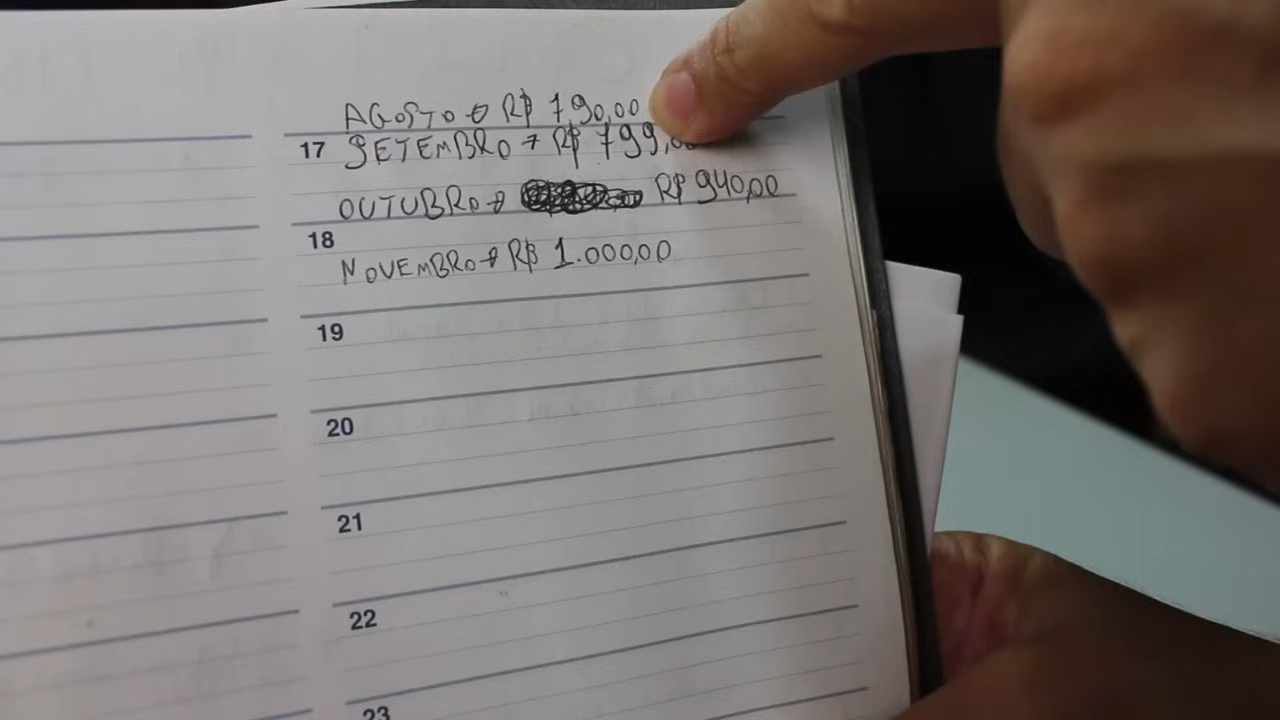 AGOSTO → R$ 790,00
17 SETEMBRO → R$ 799,0
OUTUBRO → R$ 940,00
18
NOVEMBRO → R$ 1.000,00
19
20
21
22
23